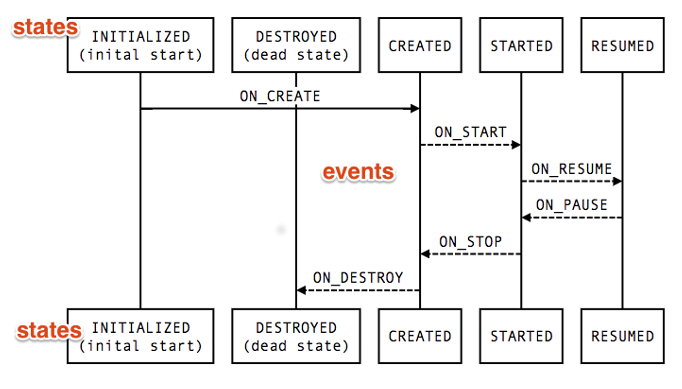 states
INITIALIZED
(inital start)
DESTROYED
(dead state)
CREATED
STARTED
RESUMED
ON_CREATE
ON_START
events
ON_RESUME
ON_PAUSE
ON_STOP
ON_DESTROY
states
INITIALIZED
(inital start)
DESTROYED
(dead state)
CREATED
STARTED
RESUMED